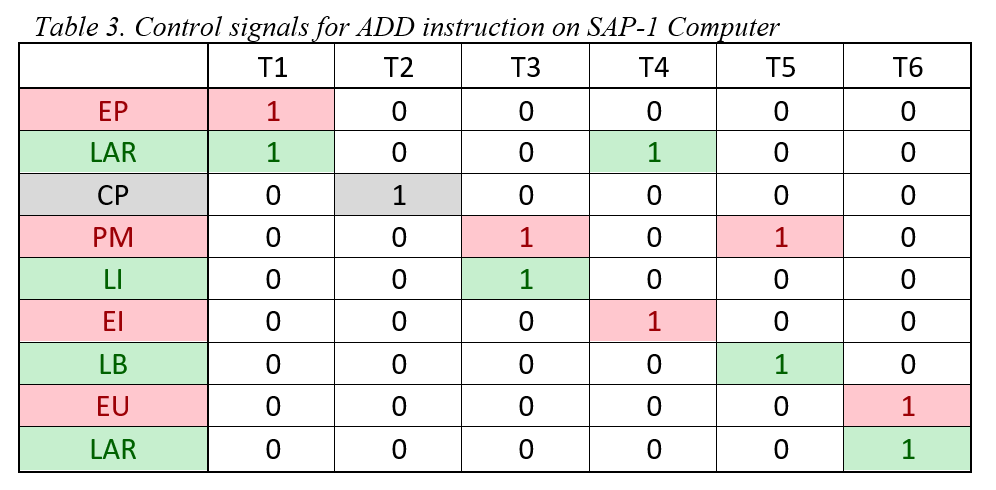 Table 3. Control signals for ADD instruction on SAP-1 Computer
T1 T2 T3 T4 T5 T6
EP 1 0 0 0 0 0
LAR 1 0 0 1 0 0
CP 0 1 0 0 0 0
PM 0 0 1 0 1 0
LI 0 0 1 0 0 0
EI 0 0 0 1 0 0
LB 0 0 0 0 1 0
EU 0 0 0 0 0 1
LAR 0 0 0 0 0 1